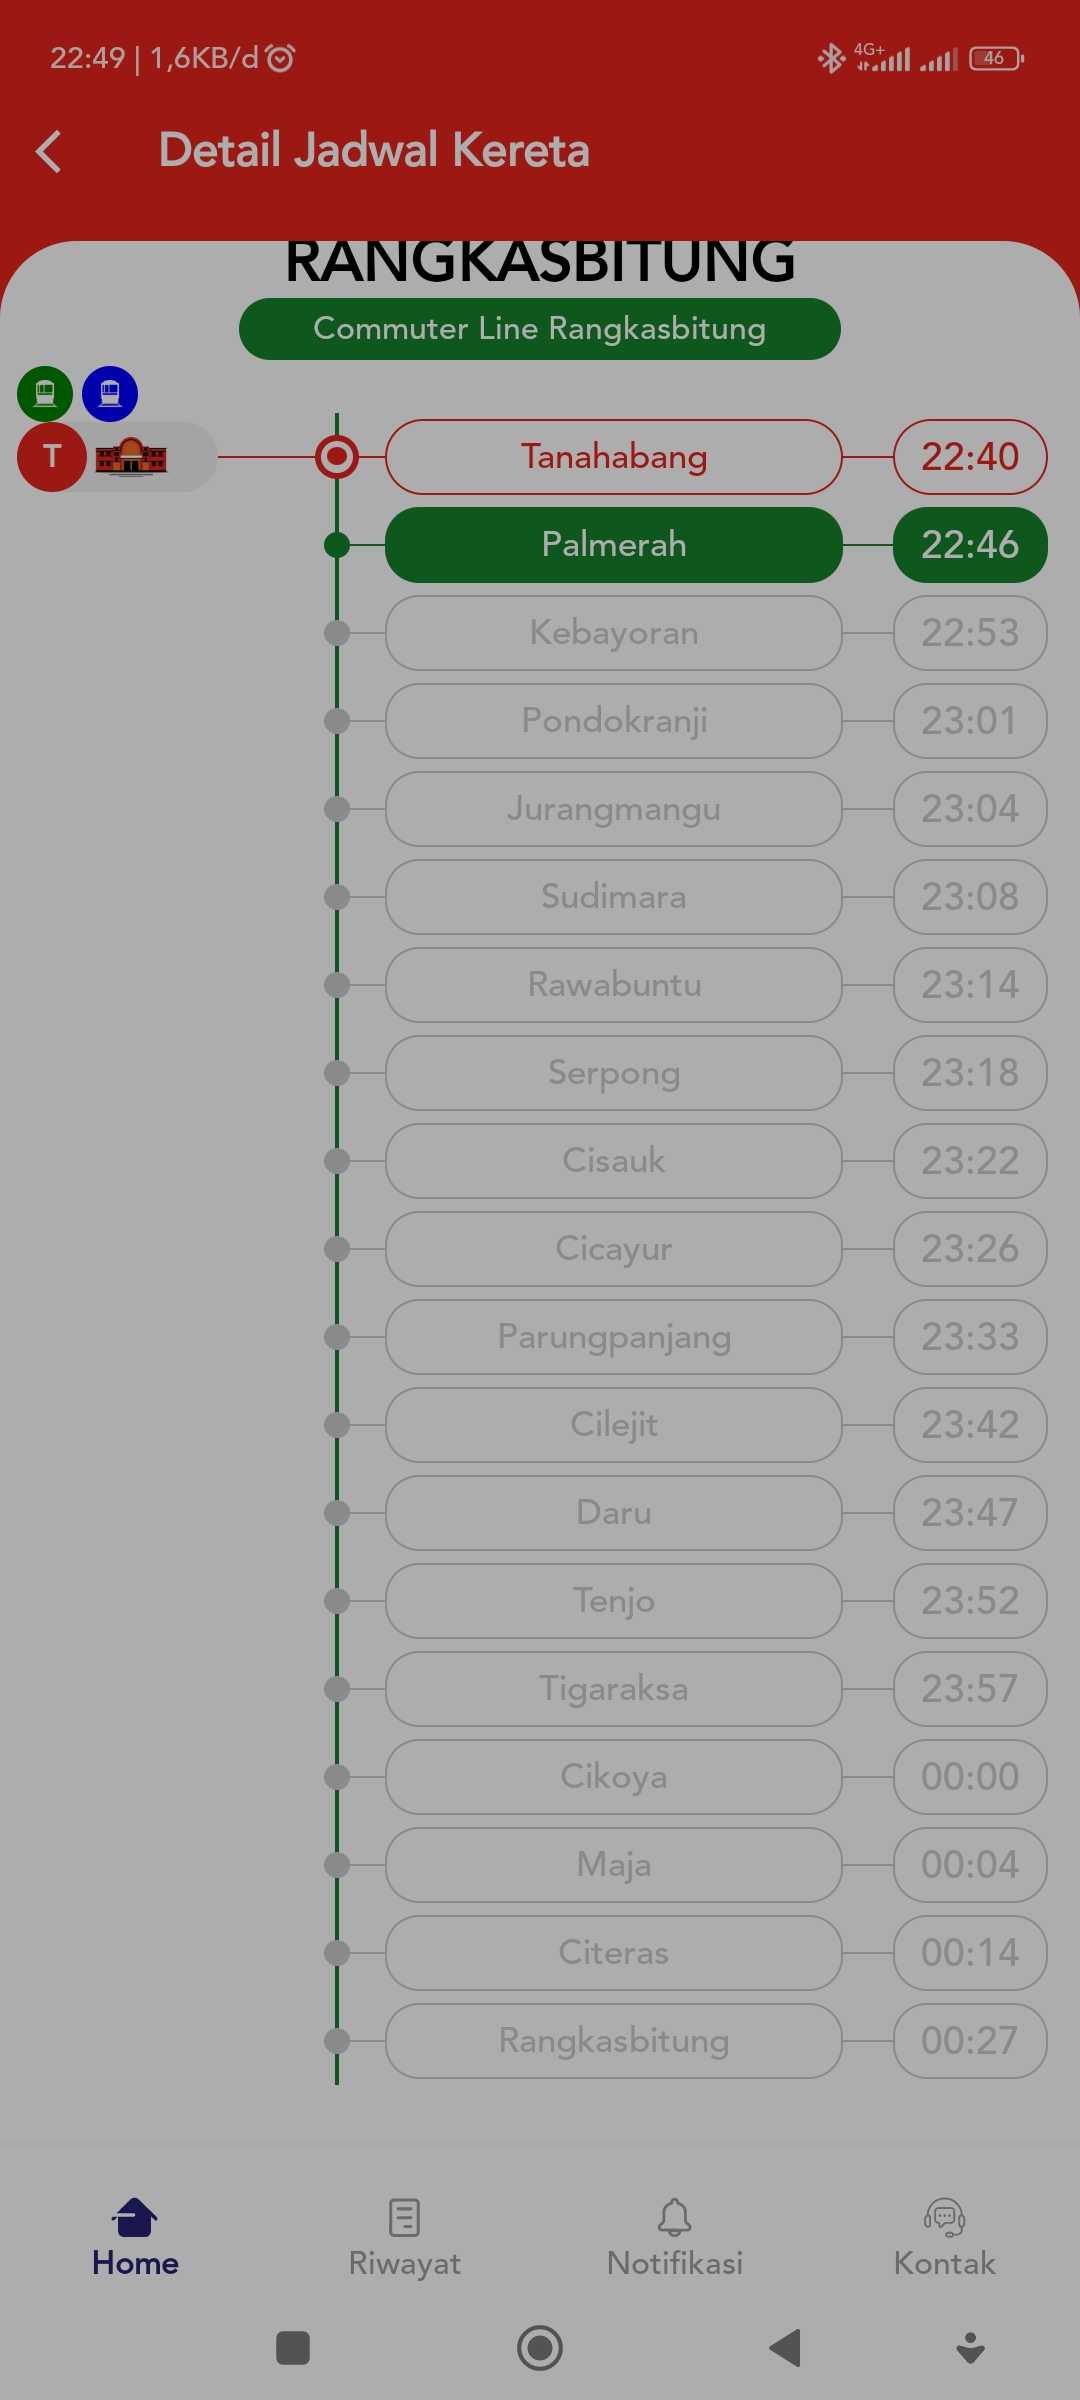 22:49 | 1,6KB/d
4G+
46
Detail Jadwal Kereta
RANGKASBITUNG
Commuter Line Rangkasbitung
T
Tanahabang 22:40
Palmerah 22:46
Kebayoran 22:53
Pondokranji 23:01
Jurangmangu 23:04
Sudimara 23:08
Rawabuntu 23:14
Serpong 23:18
Cisauk 23:22
Cicayur 23:26
Parungpanjang 23:33
Cilejit 23:42
Daru 23:47
Tenjo 23:52
Tigaraksa 23:57
Cikoya 00:00
Maja 00:04
Citeras 00:14
Rangkasbitung 00:27
Home Riwayat Notifikasi Kontak